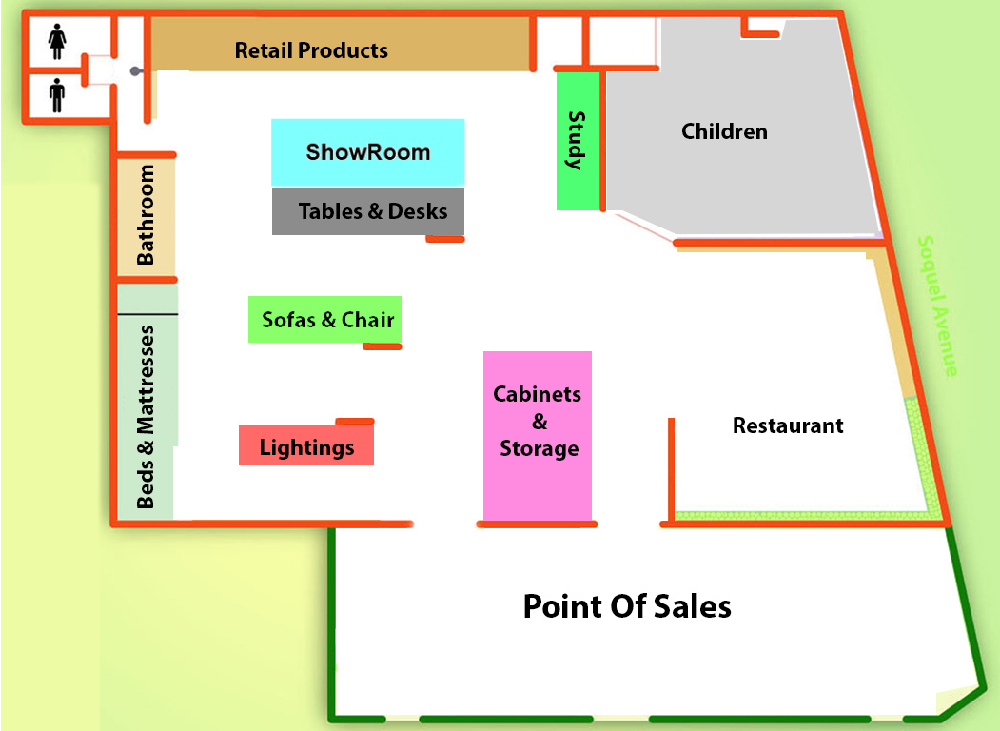 Retail Products
ShowRoom
Study
Children
Tables & Desks
Bathroom
Soquel Avenue
Sofas & Chair
Beds & Mattresses
Cabinets
&
Storage
Restaurant
Lightings
Point Of Sales